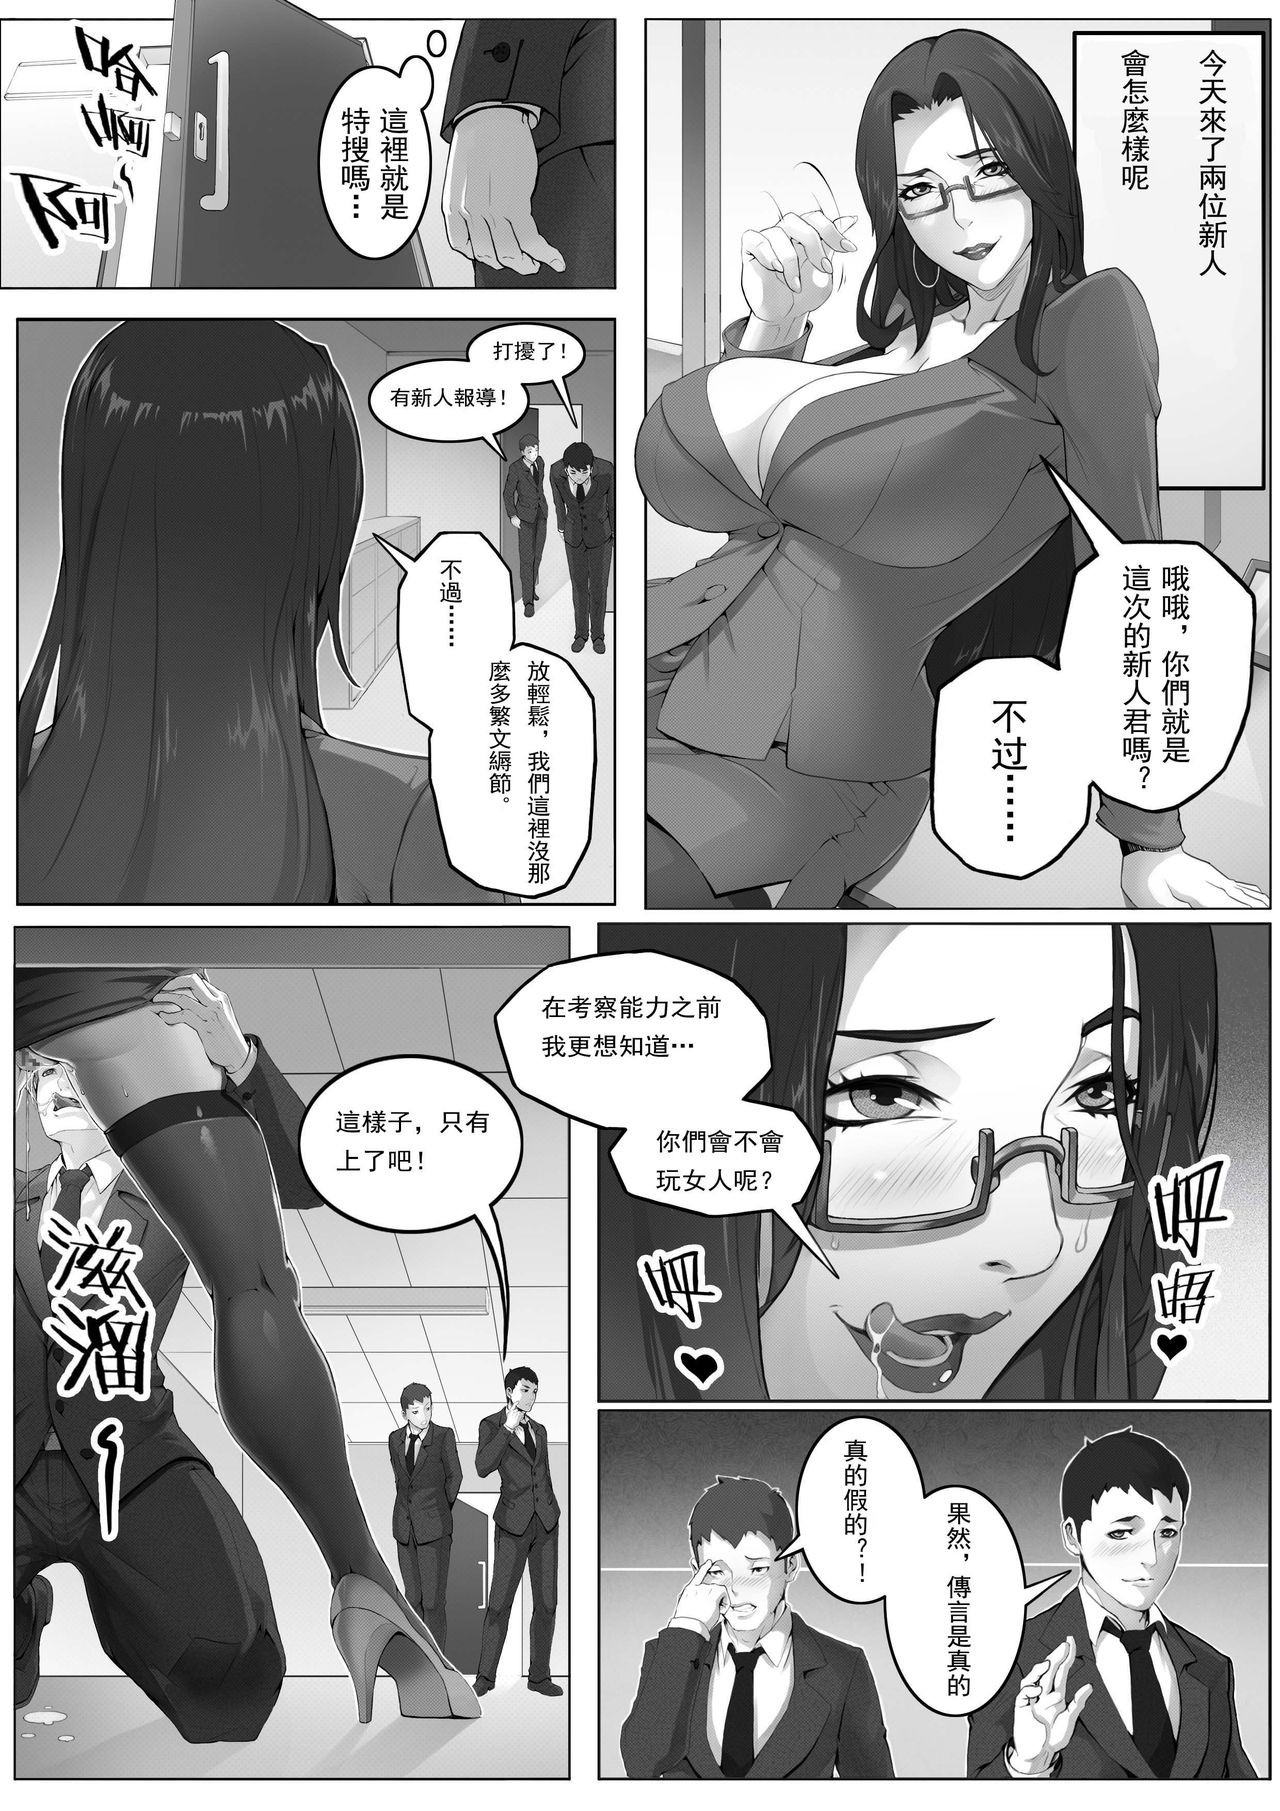 今天來了兩位新人
會怎麼樣呢
哦哦，你們就是
這次的新人君嗎？
不过……
這裡就是
特搜嗎…
哈啊
啊
打擾了！
有新人報導！
放輕鬆，我們這裡沒那
麼多繁文縟節。
不過……
在考察能力之前
我更想知道…
你們會不會
玩女人呢？
呼
唔
呼
這樣子，只有
上了吧！
滋溜
果然，傳言是真的
真的假的？！